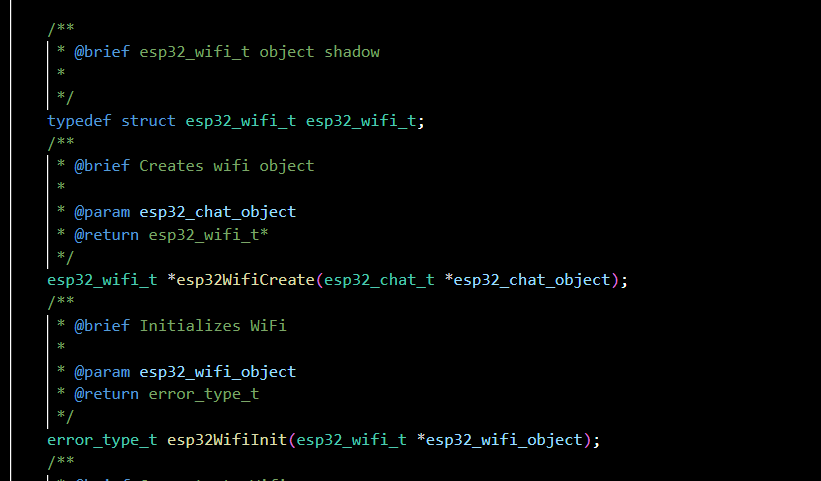 /**
 * @brief esp32_wifi_t object shadow
 *
 */
typedef struct esp32_wifi_t esp32_wifi_t;
/**
 * @brief Creates wifi object
 *
 * @param esp32_chat_object
 * @return esp32_wifi_t*
 */
esp32_wifi_t *esp32WifiCreate(esp32_chat_t *esp32_chat_object);
/**
 * @brief Initializes WiFi
 *
 * @param esp32_wifi_object
 * @return error_type_t
 */
error_type_t esp32WifiInit(esp32_wifi_t *esp32_wifi_object);
/**